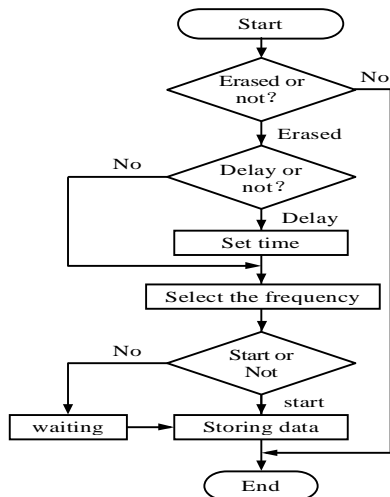 Start
Erased or
not?
No
Erased
No
Delay or
not?
Delay
Set time
Select the frequency
No
Start or
Not
start
waiting
Storing data
End